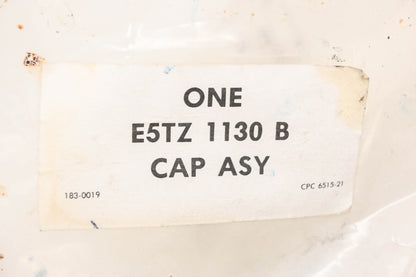 ONE
E5TZ 1130 B
CAP ASY
183-0019 CPC 6515-21